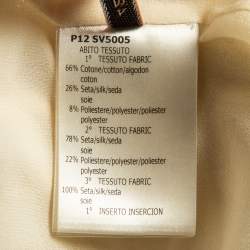 P12 SV5005
ABITO TESSUTO
1° TESSUTO FABRIC
66% Cotone/cotton/algodon
coton
26% Seta/silk/seda
soie
8% Poliestere/polyester/poliester
polyester
2° TESSUTO FABRIC
78% Seta/silk/seda
soie
22% Poliestere/polyester/poliester
polyester
3° TESSUTO FABRIC
100% Seta/silk/seda
soie
1° INSERTO INSERCION